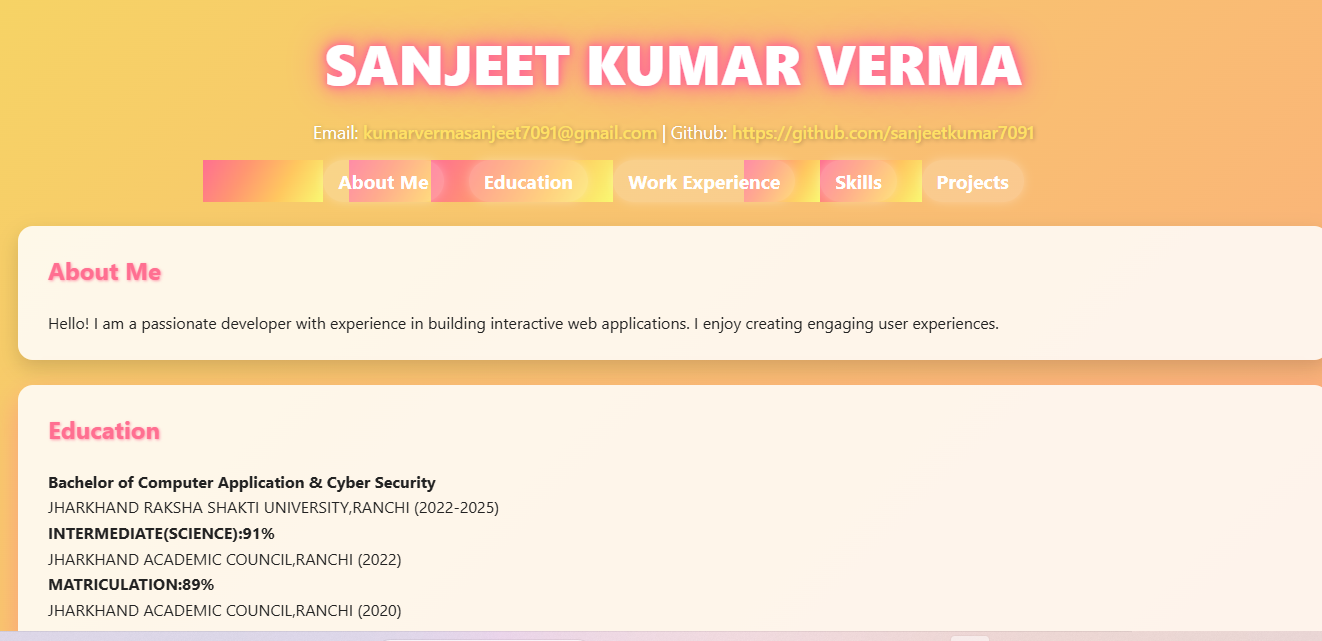 SANJEET KUMAR VERMA
Email: kumarvermasanjeet7091@gmail.com | Github: https://github.com/sanjeetkumar7091
About Me Education Work Experience Skills Projects
About Me
Hello! I am a passionate developer with experience in building interactive web applications. I enjoy creating engaging user experiences.
Education
Bachelor of Computer Application & Cyber Security
JHARKHAND RAKSHA SHAKTI UNIVERSITY,RANCHI (2022-2025)
INTERMEDIATE(SCIENCE):91%
JHARKHAND ACADEMIC COUNCIL,RANCHI (2022)
MATRICULATION:89%
JHARKHAND ACADEMIC COUNCIL,RANCHI (2020)